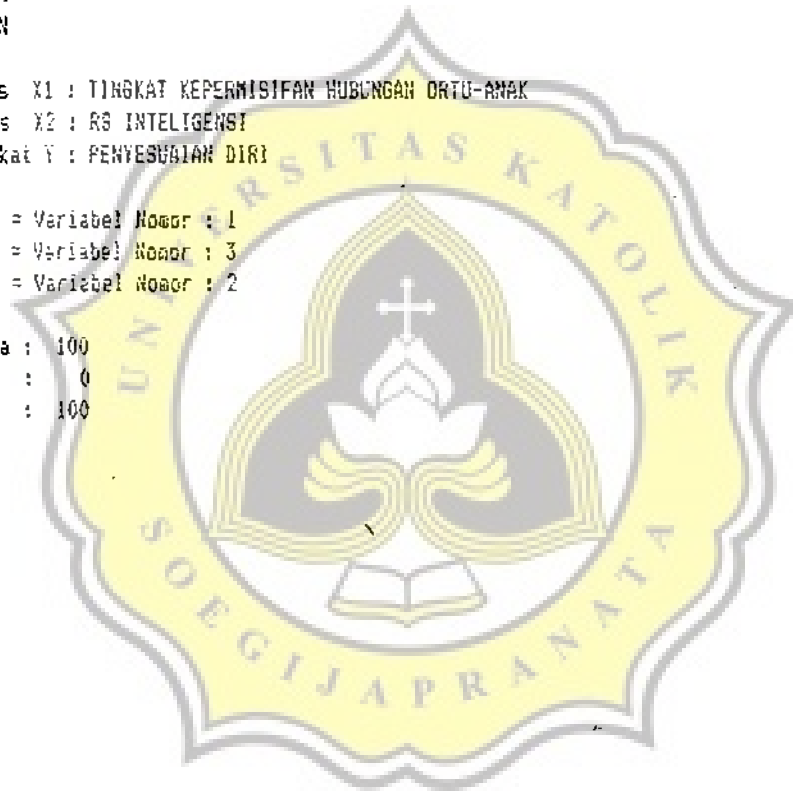 N
s X1 : TINGKAT KEPERMISIFAN HUBUNGAN ORTU-ANAK
s X2 : RS INTELIGENSI
kat Y : PENYESUAIAN DIRI
= Variabel Nomor : 1
= Variabel Nomor : 3
= Variabel Nomor : 2
a : 100
: 0
: 100
UNIVERSITAS KATOLIK
SOEGIJAPRANATA